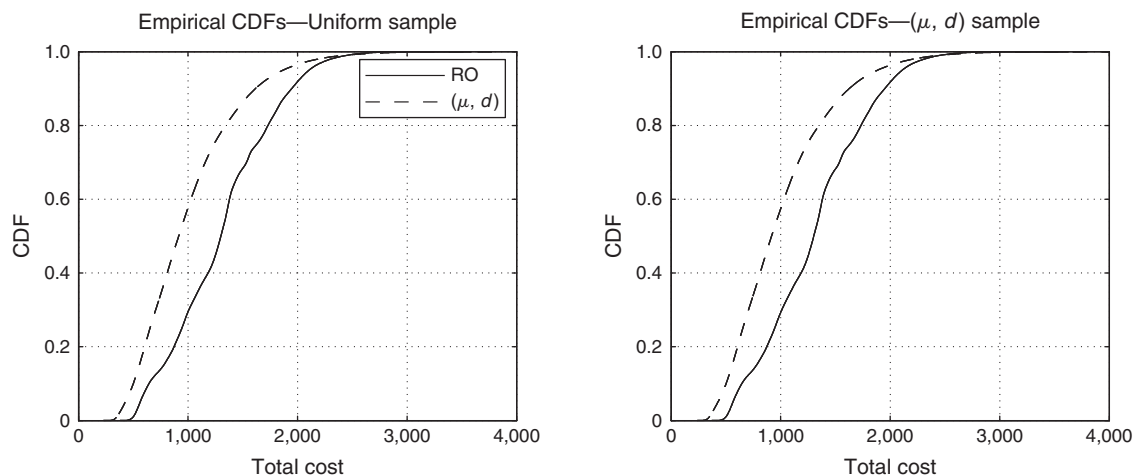 Empirical CDFs—Uniform sample
1.0
0.8
0.6
0.4
0.2
0
CDF
RO
(μ, d)
0 1,000 2,000 3,000 4,000
Total cost
Empirical CDFs—(μ, d) sample
1.0
0.8
0.6
0.4
0.2
0
CDF
0 1,000 2,000 3,000 4,000
Total cost